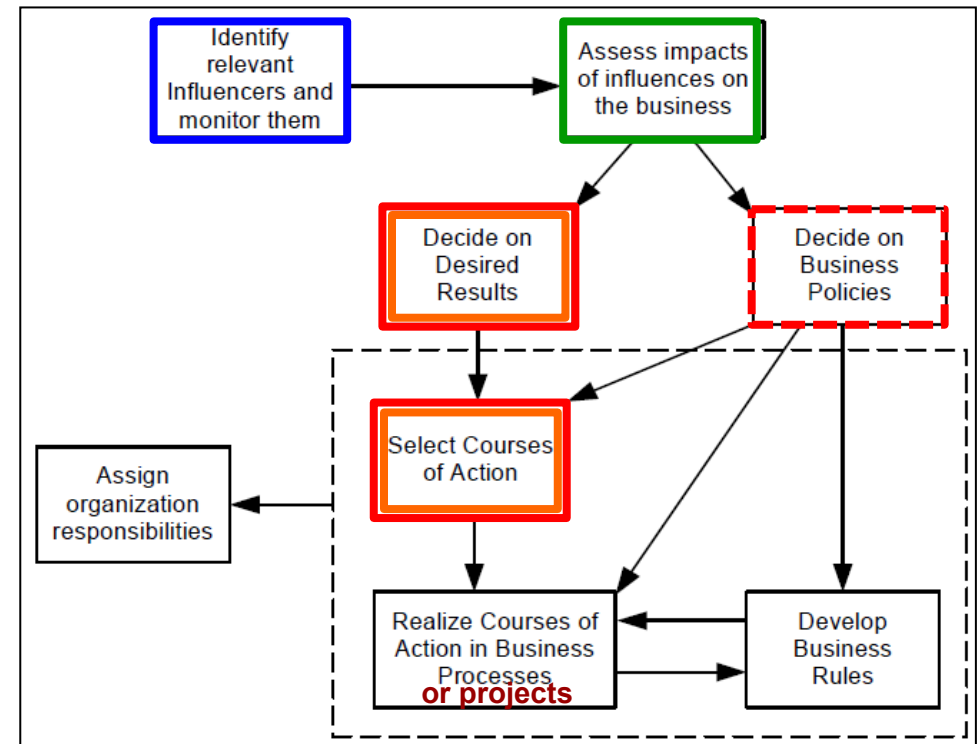 Identify
relevant
Influencers and
monitor them
Assess impacts
of influences on
the business
Decide on
Desired
Results
Decide on
Business
Policies
Select Courses
of Action
Assign
organization
responsibilities
Realize Courses of
Action in Business
Processes
or projects
Develop
Business
Rules